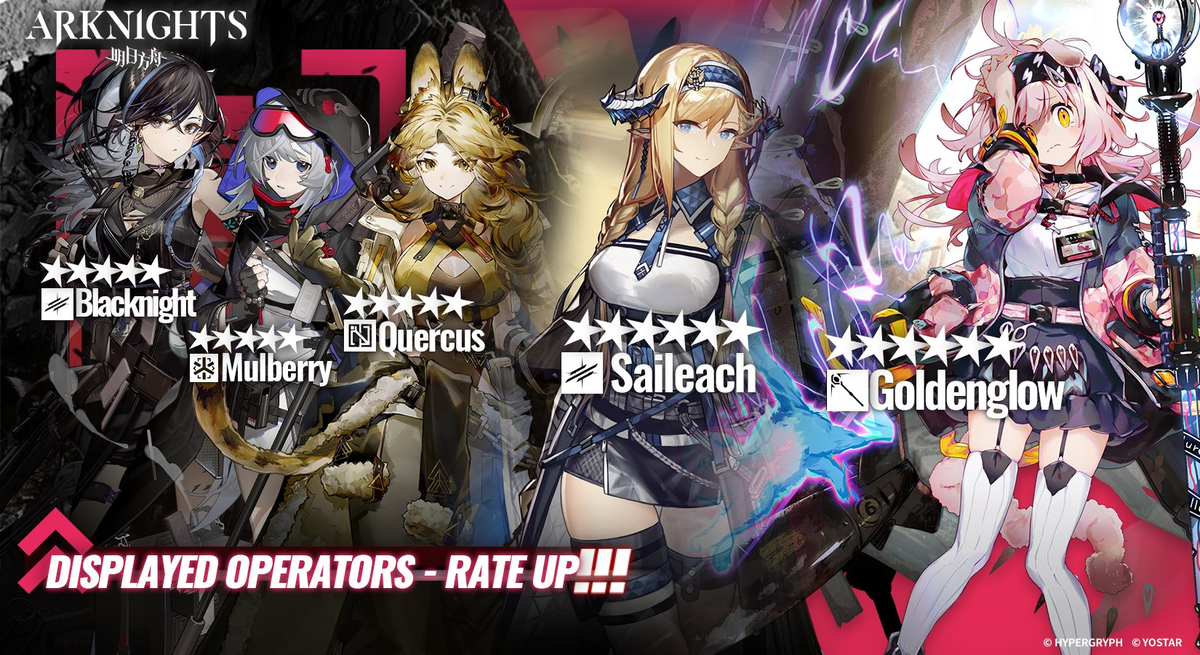 ARKNIGHTS
明日方舟
Blacknight
Mulberry
Quercus
Saileach
Goldenglow
DISPLAYED OPERATORS - RATE UP!!!
© HYPERGRYPH © YOSTAR